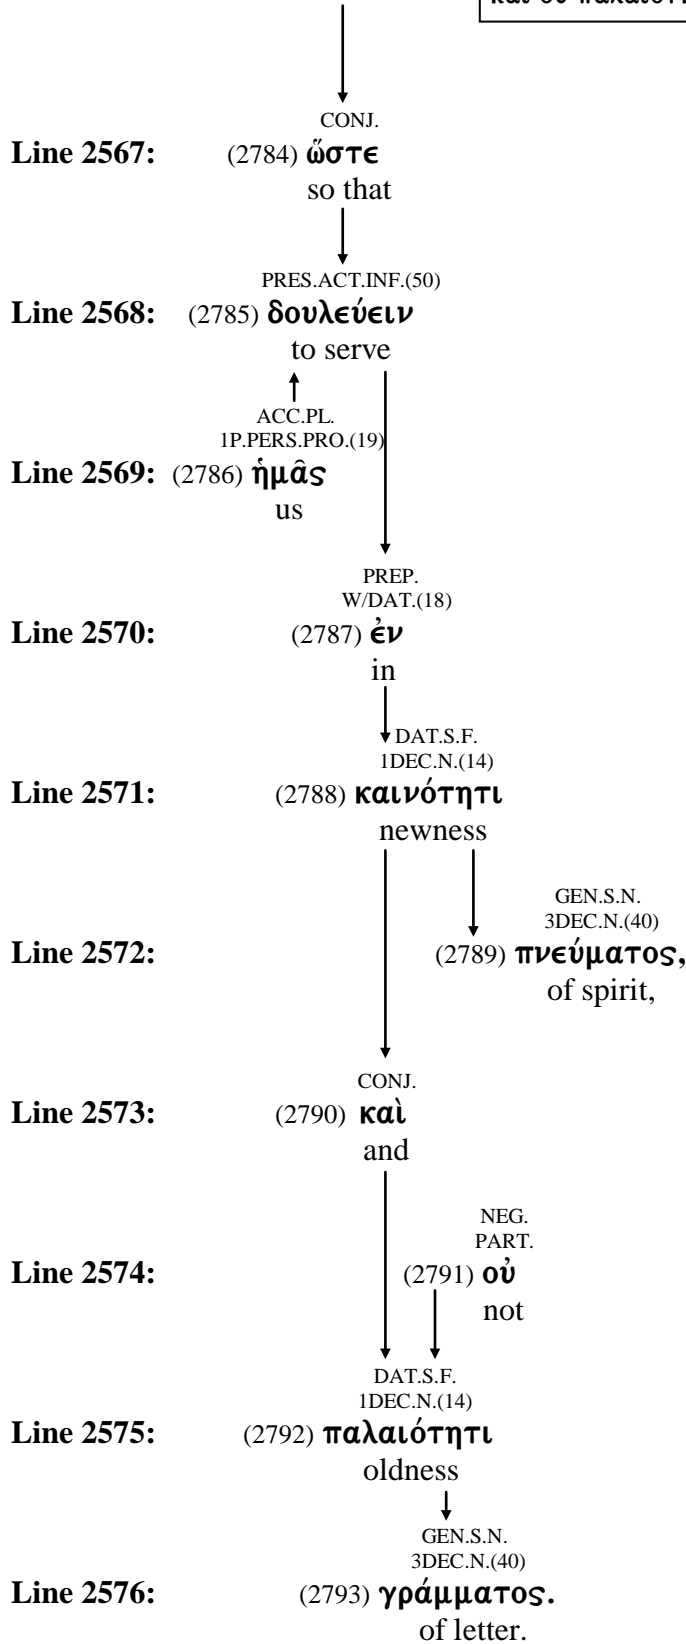 CONJ.
Line 2567: (2784) ὥστε
so that
PRES.ACT.INF.(50)
Line 2568: (2785) δουλεύειν
to serve
ACC.PL.
1P.PERS.PRO.(19)
Line 2569: (2786) ἡμᾶς
us
PREP.
W/DAT.(18)
Line 2570: (2787) ἐν
in
DAT.S.F.
1DEC.N.(14)
Line 2571: (2788) καινότητι
newness
GEN.S.N.
3DEC.N.(40)
Line 2572: (2789) πνεύματος,
of spirit,
CONJ.
Line 2573: (2790) καὶ
and
NEG.
PART.
Line 2574: (2791) οὐ
not
DAT.S.F.
1DEC.N.(14)
Line 2575: (2792) παλαιότητι
oldness
GEN.S.N.
3DEC.N.(40)
Line 2576: (2793) γράμματος.
of letter.